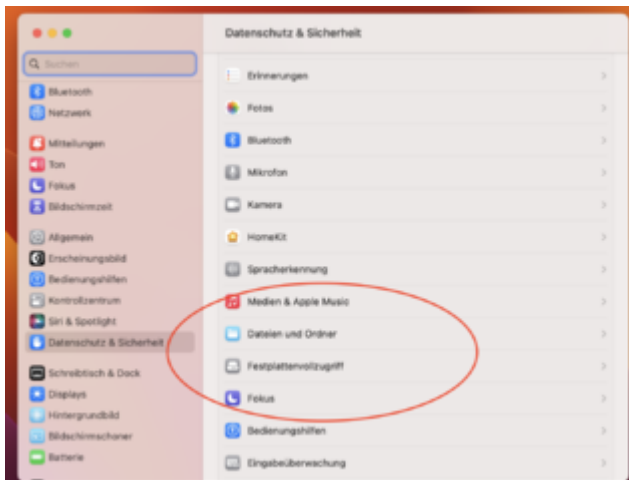 Datenschutz & Sicherheit
Suchen
Bluetooth
Netzwerk
Mitteilungen
Ton
Fokus
Bildschirmzeit
Allgemein
Erscheinungsbild
Bedienungshilfen
Kontrollzentrum
Siri & Spotlight
Datenschutz & Sicherheit
Schreibtisch & Dock
Displays
Hintergrundbild
Bildschirmschoner
Batterie
Erinnerungen
Fotos
Bluetooth
Mikrofon
Kamera
HomeKit
Spracherkennung
Medien & Apple Music
Dateien und Ordner
Festplattenvollzugriff
Fokus
Bedienungshilfen
Eingabeüberwachung